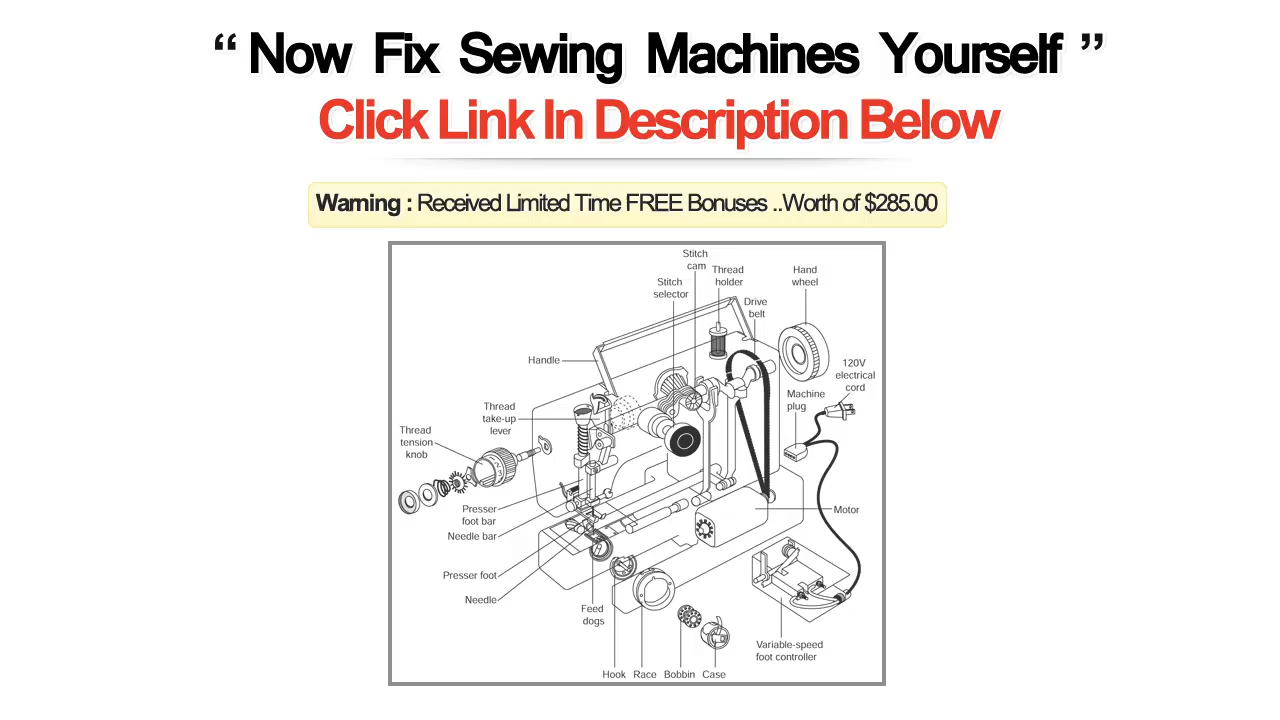 “ Now Fix Sewing Machines Yourself ”
Click Link In Description Below
Warning : Received Limited Time FREE Bonuses ..Worth of $285.00
Stitch
cam
Thread
holder
Hand
wheel
Stitch
selector
Drive
belt
Handle
120V
electrical
cord
Machine
plug
Thread
take-up
lever
Thread
tension
knob
2
3
Presser
foot bar
Motor
Needle bar
Presser foot
Needle
Feed
dogs
Variable-speed
foot controller
Hook
Race
Bobbin
Case